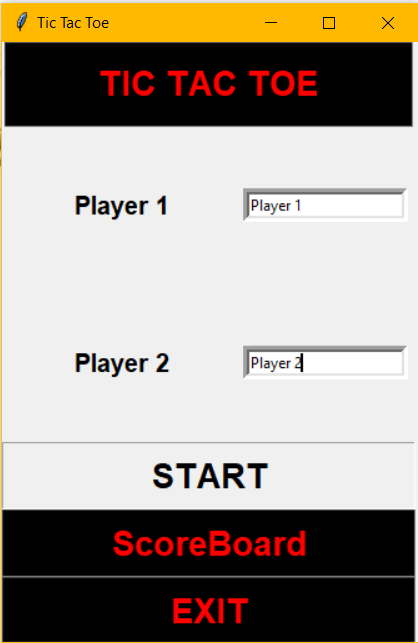 Tic Tac Toe
TIC TAC TOE
Player 1 Player 1
Player 2 Player 2
START
ScoreBoard
EXIT